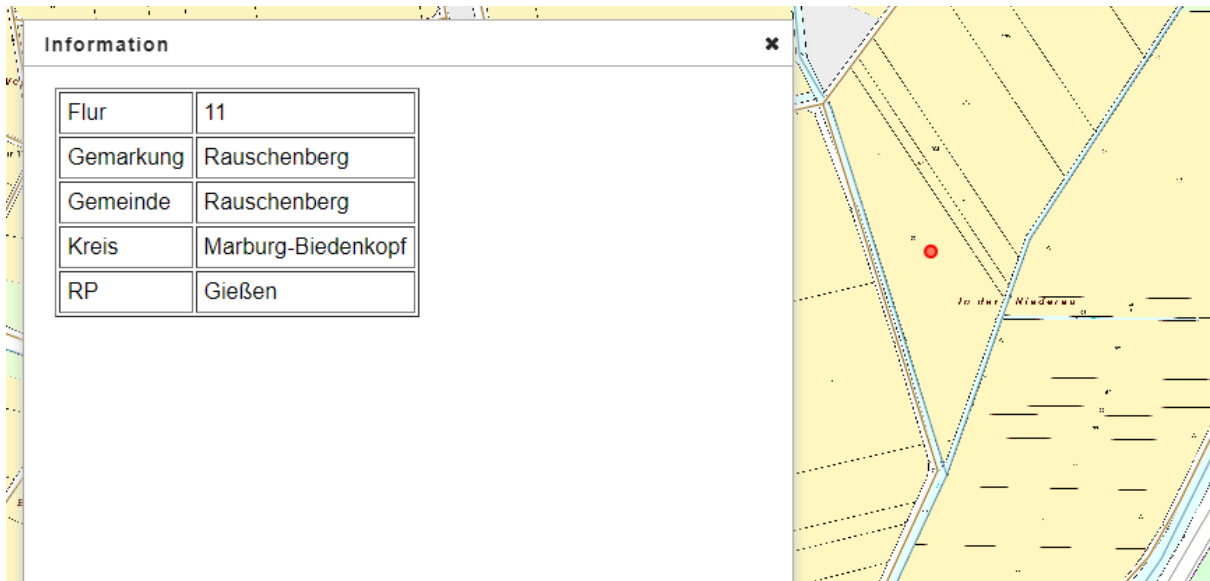 Information
Flur 11
Gemarkung Rauschenberg
Gemeinde Rauschenberg
Kreis Marburg-Biedenkopf
RP Gießen
In der Niederau